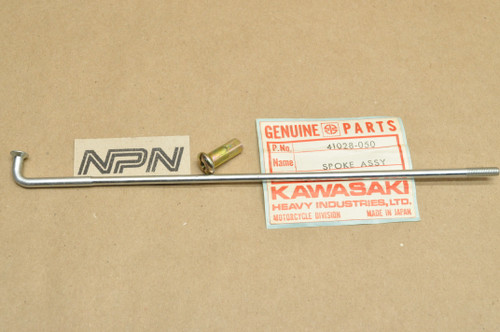 GENUINE PARTS
P.No. 41028-050
Name SPOKE ASSY
NPN
KAWASAKI
HEAVY INDUSTRIES, LTD.
MOTORCYCLE DIVISION MADE IN JAPAN